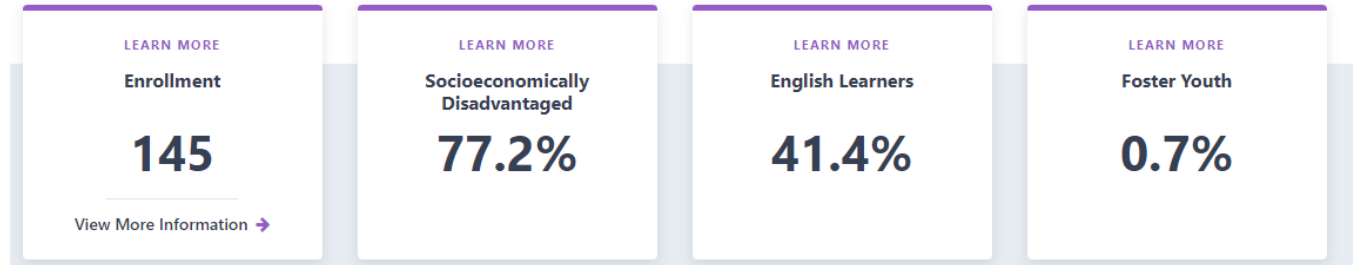 LEARN MORE
Enrollment
145
View More Information
LEARN MORE
Socioeconomically
Disadvantaged
77.2%
LEARN MORE
English Learners
41.4%
LEARN MORE
Foster Youth
0.7%